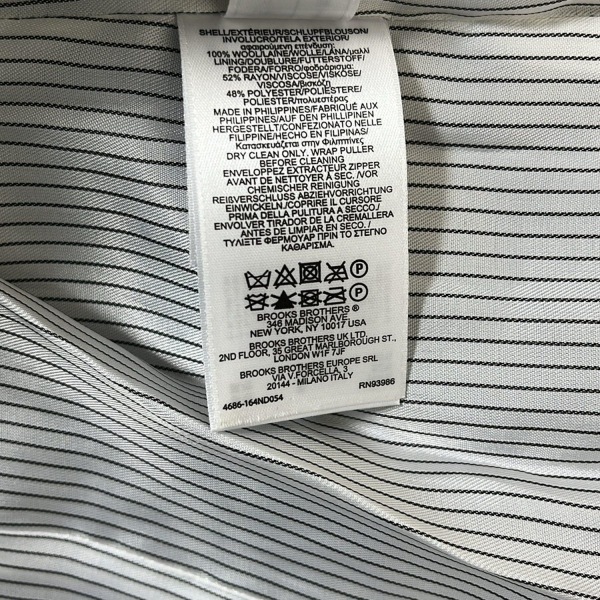 SHELL/EXTÉRIEUR/SCHLUPFBLOUSON/
INVOLUCRO/TELA EXTERIOR/
αφαιρούμενη επένδυση:
100% WOOL/LAINE/WOLLE/LANA/μαλλί
LINING/DOUBLURE/FUTTERSTOFF/
FODERA/FORRO/φοδράρισμα:
52% RAYON/VISCOSE/VISKOSE/
VISCOSA/βισκόζη
48% POLYESTER/POLIESTERE/
POLIESTER/πολυεστέρας
MADE IN PHILIPPINES/FABRIQUÉ AUX
PHILIPPINES/AUF DEN PHILLIPINEN
HERGESTELLT/CONFEZIONATO NELLE
FILIPPINE/HECHO EN FILIPINAS/
Κατασκευάζεται στην Φιλιππίνες
DRY CLEAN ONLY. WRAP PULLER
BEFORE CLEANING
ENVELOPPEZ EXTRACTEUR ZIPPER
AVANT DE NETTOYER À SEC. /VOR
CHEMISCHER REINIGUNG
REIßVERSCHLUSS ABZIEHVORRICHTUNG
EINWICKELN/COPRIRE IL CURSORE
PRIMA DELLA PULITURA A SECCO./
ENVOLVER TIRADOR DE LA CREMALLERA
ANTES DE LIMPIAR EN SECO. /
ΤΥΛΙΞΤΕ ΦΕΡΜΟΥΑΡ ΠΡΙΝ ΤΟ ΣΤΕΓΝΟ
ΚΑΘΑΡΙΣΜΑ.
P
P
BROOKS BROTHERS ®
346 MADISON AVE.
NEW YORK, NY 10017 USA
BROOKS BROTHERS UK LTD.
2ND FLOOR, 35 GREAT MARLBOROUGH ST.,
LONDON W1F 7JF
BROOKS BROTHERS EUROPE SRL
VIA V.FORCELLA, 3
20144 - MILANO ITALY
RN93986
4686-164ND054